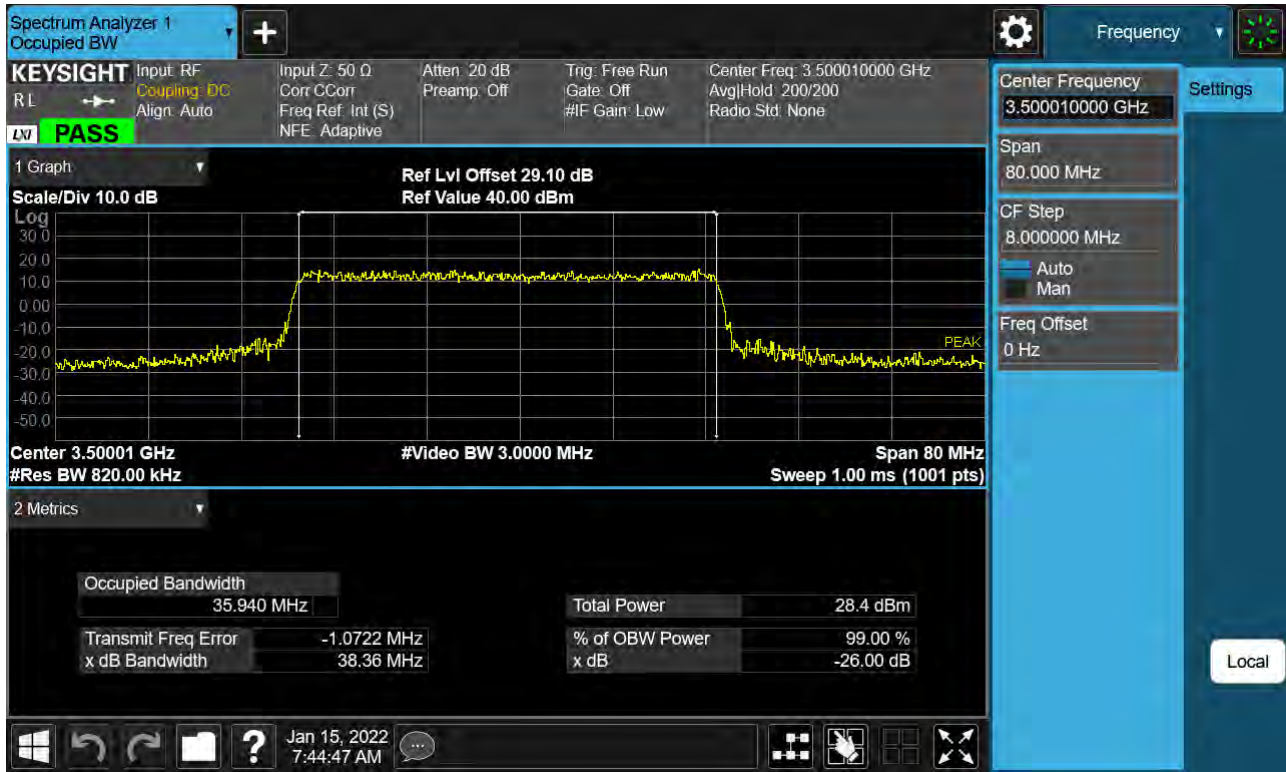 Spectrum Analyzer 1
Occupied BW
Frequency
KEYSIGHT
RL
LXI
PASS
Input: RF
Coupling: DC
Align: Auto
Input Z: 50 Ω
Corr CCorr
Freq Ref: Int (S)
NFE: Adaptive
Atten: 20 dB
Preamp: Off
Trig: Free Run
Gate: Off
#IF Gain: Low
Center Freq: 3.500010000 GHz
Avg|Hold: 200/200
Radio Std: None
Center Frequency
3.500010000 GHz
Settings
Span
80.000 MHz
CF Step
8.000000 MHz
Auto
Man
Freq Offset
0 Hz
Local
1 Graph
Scale/Div 10.0 dB
Ref Lvl Offset 29.10 dB
Ref Value 40.00 dBm
Log
30.0
20.0
10.0
0.00
-10.0
-20.0
-30.0
-40.0
-50.0
PEAK
Center 3.50001 GHz
#Video BW 3.0000 MHz
Span 80 MHz
#Res BW 820.00 kHz
Sweep 1.00 ms (1001 pts)
2 Metrics
Occupied Bandwidth
35.940 MHz
Transmit Freq Error -1.0722 MHz
x dB Bandwidth 38.36 MHz
Total Power 28.4 dBm
% of OBW Power 99.00 %
x dB -26.00 dB
?
Jan 15, 2022
7:44:47 AM